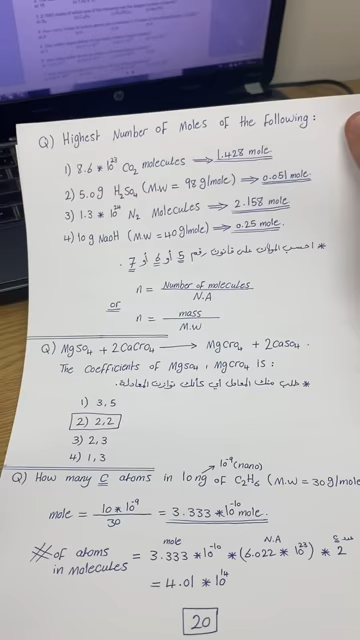 Q) Highest Number of Moles of the following:
1) 8.6 * 10^23 CO2 molecules ⟹ 1.428 mole
2) 5.0 g H2SO4 (M.W = 98 g/mole) ⟹ 0.051 mole
3) 1.3 * 10^24 N2 Molecules ⟹ 2.158 mole
4) 10 g NaOH (M.W = 40 g/mole) ⟹ 0.25 mole.
* احسب المولات على قانون رقم 5 أو 6 أو 7.
n = Number of molecules / N.A
or
n = mass / M.W
Q) MgSO4 + 2CaCrO4 ⟶ MgCrO4 + 2CaSO4.
The Coefficients of MgSO4, MgCrO4 is:
* طلب منك المعامل أي كأنك توازن المعادلة.
1) 3, 5
2) 2, 2
3) 2, 3
4) 1, 3
10^-9 (nano)
Q) How many C atoms in 10 ng of C2H6 (M.W = 30 g/mole
mole = 10 * 10^-9 / 30 = 3.333 * 10^-10 mole.
mole N.A
# of atoms in molecules = 3.333 * 10^-10 * (6.022 * 10^23) * 2
= 4.01 * 10^14
20